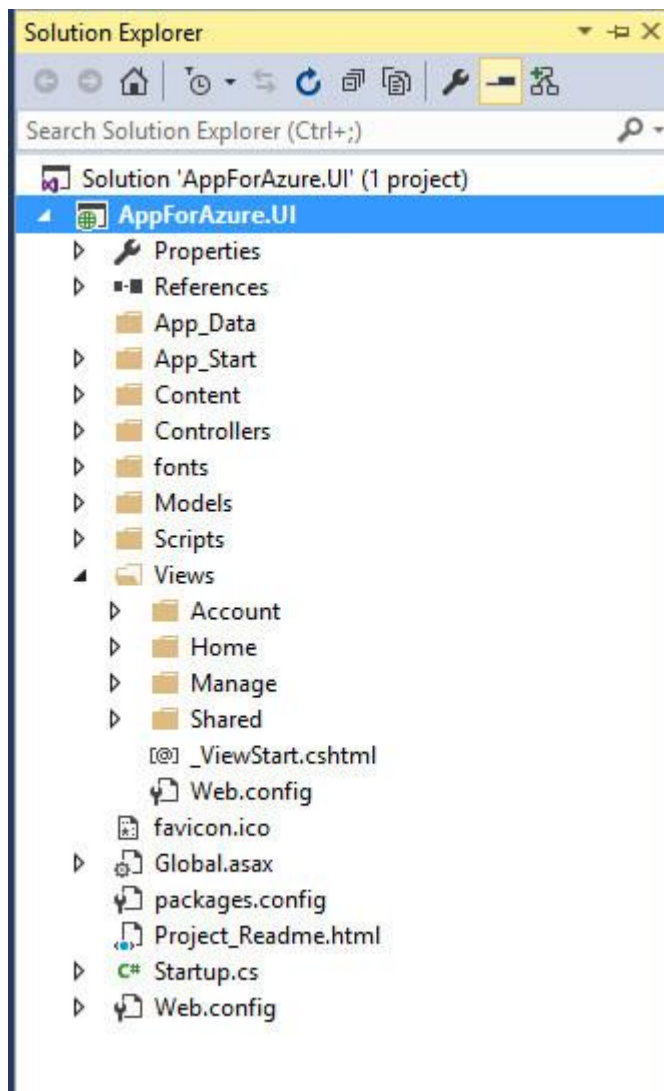 Solution Explorer
Search Solution Explorer (Ctrl+;)
Solution 'AppForAzure.UI' (1 project)
AppForAzure.UI
Properties
References
App_Data
App_Start
Content
Controllers
fonts
Models
Scripts
Views
Account
Home
Manage
Shared
[@] _ViewStart.cshtml
Web.config
favicon.ico
Global.asax
packages.config
Project_Readme.html
C# Startup.cs
Web.config